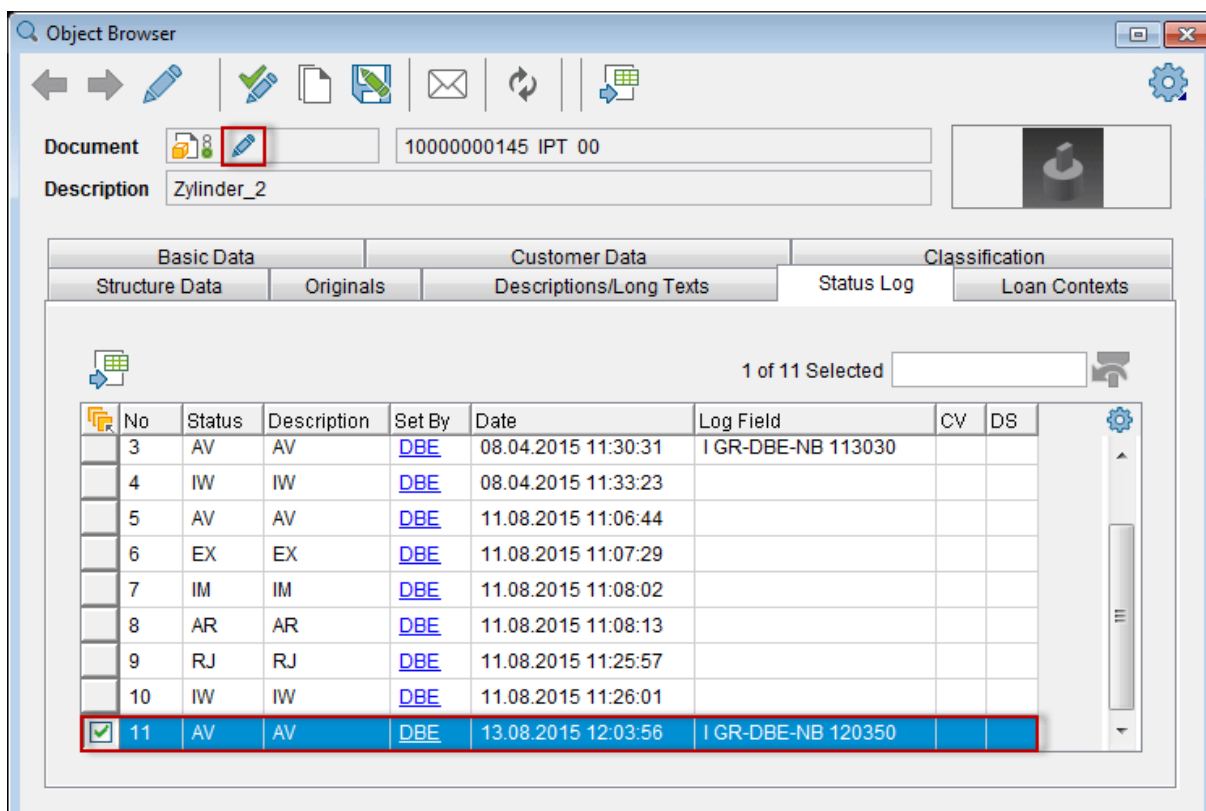 Object Browser
Document 10000000145 IPT 00
Description Zylinder_2
Basic Data Customer Data Classification
Structure Data Originals Descriptions/Long Texts Status Log Loan Contexts
1 of 11 Selected
No Status Description Set By Date Log Field CV DS
3 AV AV DBE 08.04.2015 11:30:31 I GR-DBE-NB 113030
4 IW IW DBE 08.04.2015 11:33:23
5 AV AV DBE 11.08.2015 11:06:44
6 EX EX DBE 11.08.2015 11:07:29
7 IM IM DBE 11.08.2015 11:08:02
8 AR AR DBE 11.08.2015 11:08:13
9 RJ RJ DBE 11.08.2015 11:25:57
10 IW IW DBE 11.08.2015 11:26:01
11 AV AV DBE 13.08.2015 12:03:56 I GR-DBE-NB 120350